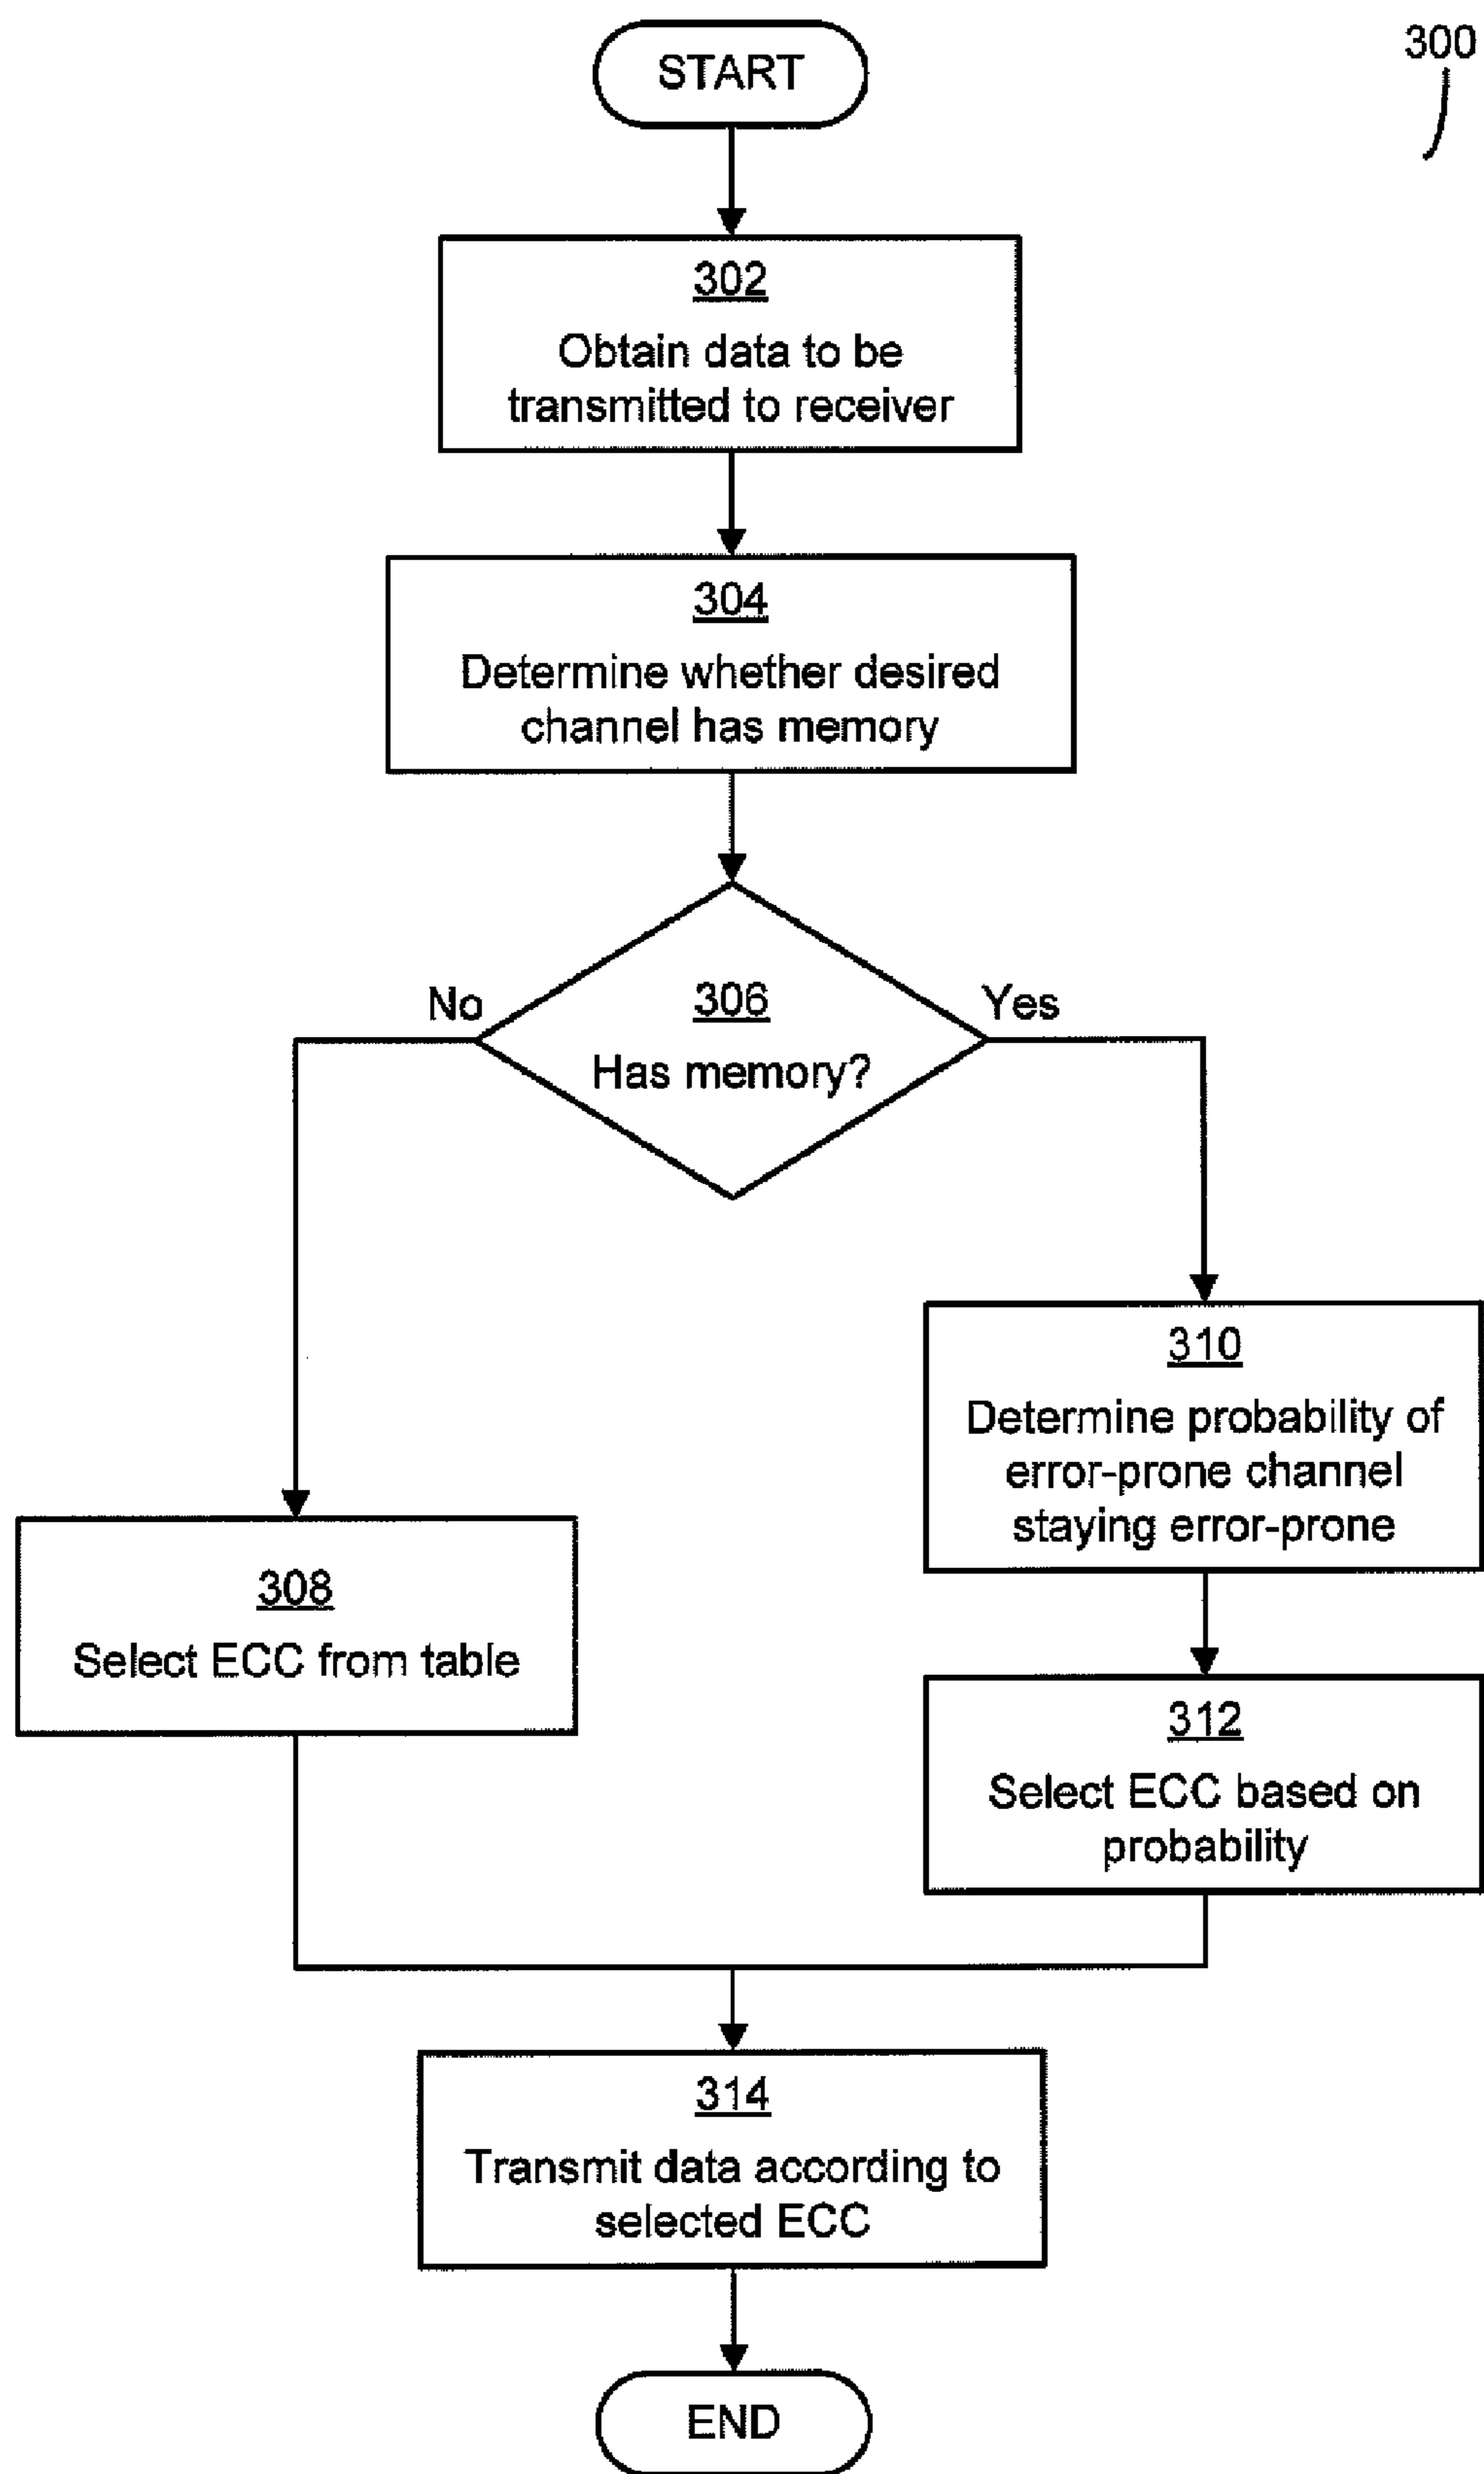 START
300
302
Obtain data to be
transmitted to receiver
304
Determine whether desired
channel has memory
No
306
Yes
Has memory?
310
Determine probability of
error-prone channel
staying error-prone
308
Select ECC from table
312
Select ECC based on
probability
314
Transmit data according to
selected ECC
END